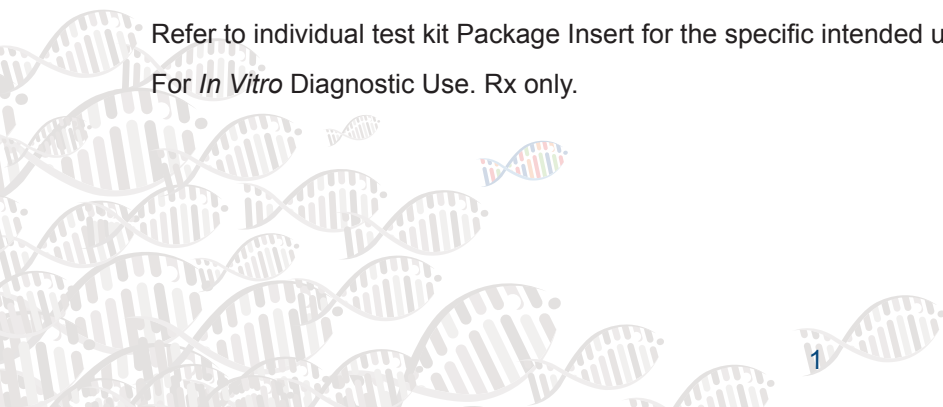 Refer to individual test kit Package Insert for the specific intended
For In Vitro Diagnostic Use. Rx only.
1